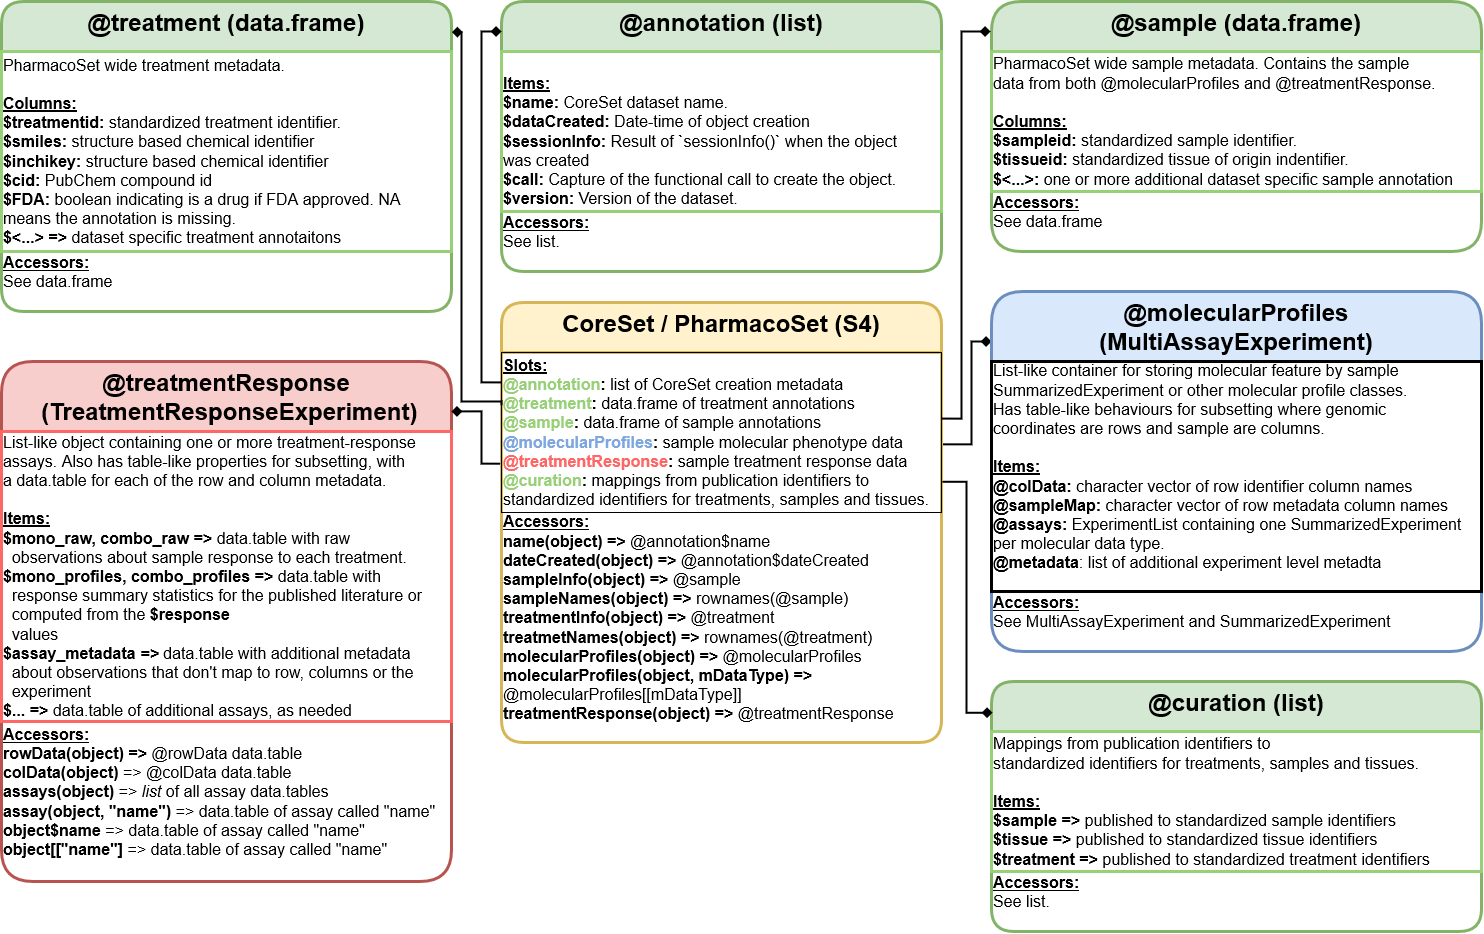 @treatment (data.frame)
PharmacoSet wide treatment metadata.
Columns:
$treatmentid: standardized treatment identifier.
$smiles: structure based chemical identifier
$inchikey: structure based chemical identifier
$cid: PubChem compound id
$FDA: boolean indicating is a drug if FDA approved. NA
means the annotation is missing.
$<...> => dataset specific treatment annotaitons
Accessors:
See data.frame
@annotation (list)
Items:
$name: CoreSet dataset name.
$dataCreated: Date-time of object creation
$sessionInfo: Result of `sessionInfo()` when the object
was created
$call: Capture of the functional call to create the object.
$version: Version of the dataset.
Accessors:
See list.
@sample (data.frame)
PharmacoSet wide sample metadata. Contains the sample
data from both @molecularProfiles and @treatmentResponse.
Columns:
$sampleid: standardized sample identifier.
$tissueid: standardized tissue of origin indentifier.
$<...>: one or more additional dataset specific sample annotation
Accessors:
See data.frame
@treatmentResponse
(TreatmentResponseExperiment)
List-like object containing one or more treatment-response
assays. Also has table-like properties for subsetting, with
a data.table for each of the row and column metadata.
Items:
$mono_raw, combo_raw => data.table with raw
observations about sample response to each treatment.
$mono_profiles, combo_profiles => data.table with
response summary statistics for the published literature or
computed from the $response
values
$assay_metadata => data.table with additional metadata
about observations that don't map to row, columns or the
experiment
$... => data.table of additional assays, as needed
Accessors:
rowData(object) => @rowData data.table
colData(object) => @colData data.table
assays(object) => list of all assay data.tables
assay(object, "name") => data.table of assay called "name"
object$name => data.table of assay called "name"
object[["name"] => data.table of assay called "name"
CoreSet / PharmacoSet (S4)
Slots:
@annotation: list of CoreSet creation metadata
@treatment: data.frame of treatment annotations
@sample: data.frame of sample annotations
@molecularProfiles: sample molecular phenotype data
@treatmentResponse: sample treatment response data
@curation: mappings from publication identifiers to
standardized identifiers for treatments, samples and tissues.
Accessors:
name(object) => @annotation$name
dateCreated(object) => @annotation$dateCreated
sampleInfo(object) => @sample
sampleNames(object) => rownames(@sample)
treatmentInfo(object) => @treatment
treatmetNames(object) => rownames(@treatment)
molecularProfiles(object) => @molecularProfiles
molecularProfiles(object, mDataType) =>
@molecularProfiles[[mDataType]]
treatmentResponse(object) => @treatmentResponse
@molecularProfiles
(MultiAssayExperiment)
List-like container for storing molecular feature by sample
SummarizedExperiment or other molecular profile classes.
Has table-like behaviours for subsetting where genomic
coordinates are rows and sample are columns.
Items:
@colData: character vector of row identifier column names
@sampleMap: character vector of row metadata column names
@assays: ExperimentList containing one SummarizedExperiment
per molecular data type.
@metadata: list of additional experiment level metadta
Accessors:
See MultiAssayExperiment and SummarizedExperiment
@curation (list)
Mappings from publication identifiers to
standardized identifiers for treatments, samples and tissues.
Items:
$sample => published to standardized sample identifiers
$tissue => published to standardized tissue identifiers
$treatment => published to standardized treatment identifiers
Accessors:
See list.